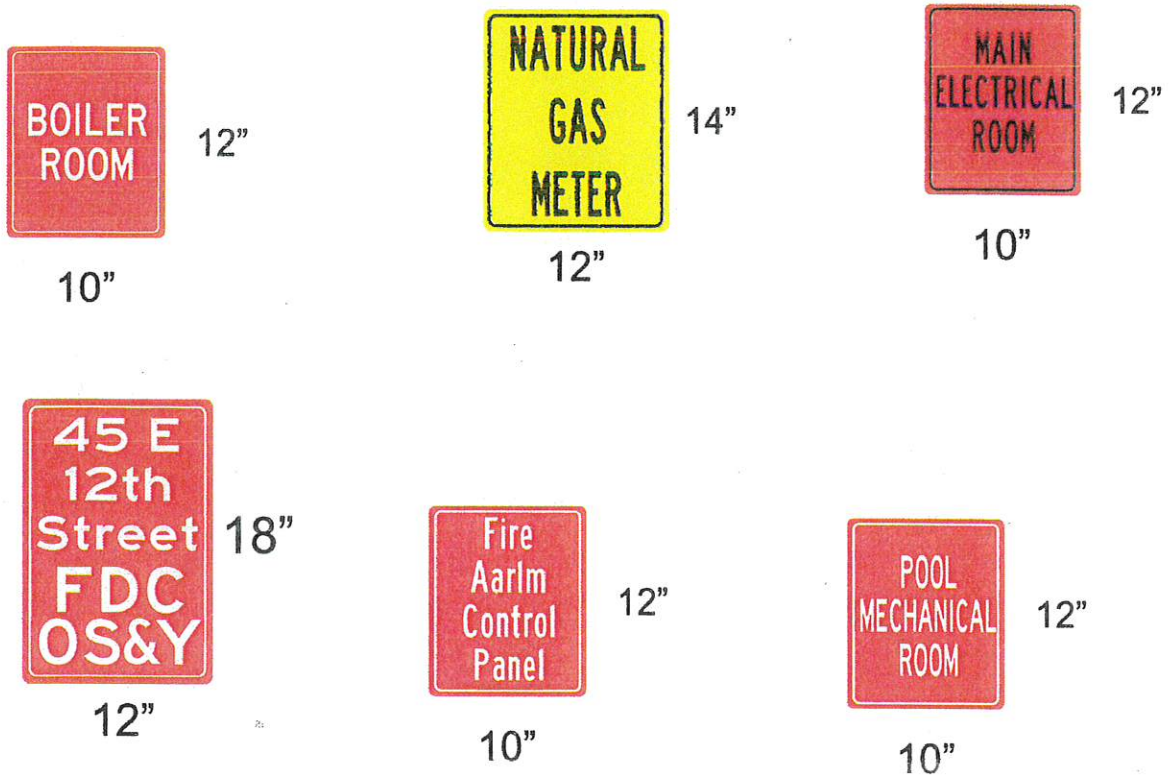 BOILER
ROOM
12”
10”
NATURAL
GAS
METER
14”
12”
MAIN
ELECTRICAL
ROOM
12”
10”
45 E
12th
Street
FDC
OS&Y
18”
12”
Fire
Aarlm
Control
Panel
12”
10”
POOL
MECHANICAL
ROOM
12”
10”